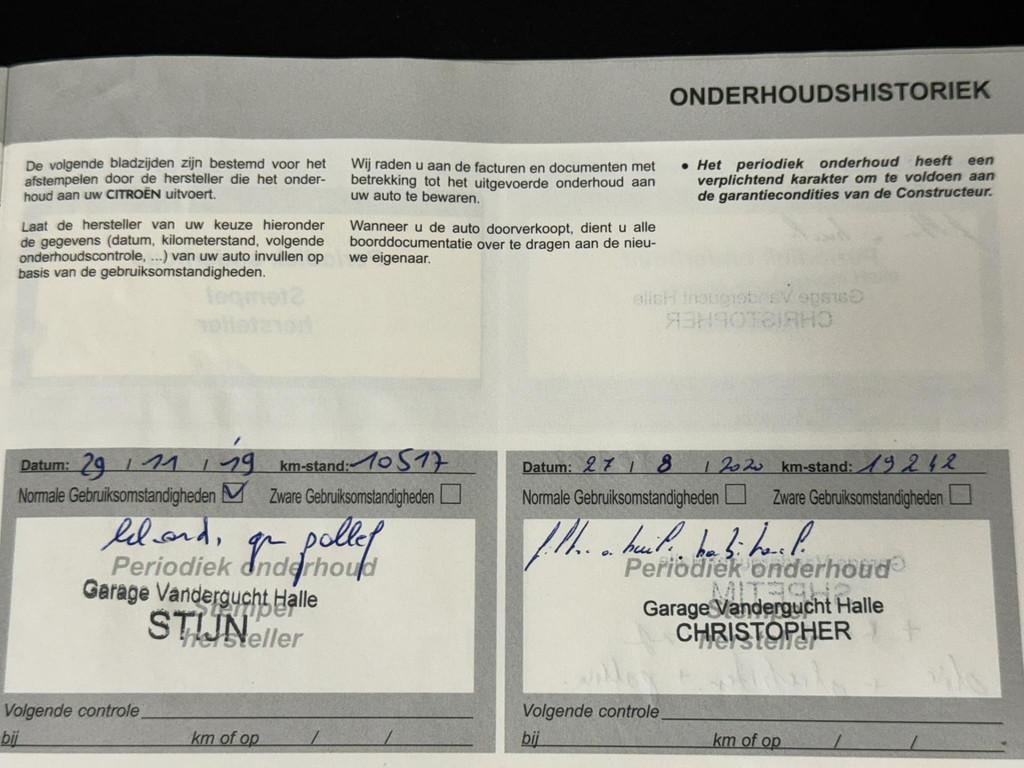 ONDERHOUDSHISTORIEK
De volgende bladzijden zijn bestemd voor het
afstempelen door de hersteller die het onder-
houd aan uw CITROËN uitvoert.
Laat de hersteller van uw keuze hieronder
de gegevens (datum, kilometerstand, volgende
onderhoudscontrole, ...) van uw auto invullen op
basis van de gebruiksomstandigheden.
Wij raden u aan de facturen en documenten met
betrekking tot het uitgevoerde onderhoud aan
uw auto te bewaren.
Wanneer u de auto doorverkoopt, dient u alle
boorddocumentatie over te dragen aan de nieu-
we eigenaar.
• Het periodiek onderhoud heeft een
verplichtend karakter om te voldoen aan
de garantiecondities van de Constructeur.
Datum: 29 / 11 / 19 km-stand: 10517
Normale Gebruiksomstandigheden Zware Gebruiksomstandigheden
pollef
Periodiek onderhoud
Garage Vandergucht Halle
Stempel
STIJN
hersteller
Volgende controle
bij km of op / /
Datum: 27 / 8 / 2020 km-stand: 19242
Normale Gebruiksomstandigheden Zware Gebruiksomstandigheden
Periodiek onderhoud
Garage Vandergucht Halle
Stempel
CHRISTOPHER
hersteller
Volgende controle
bij km of op / /